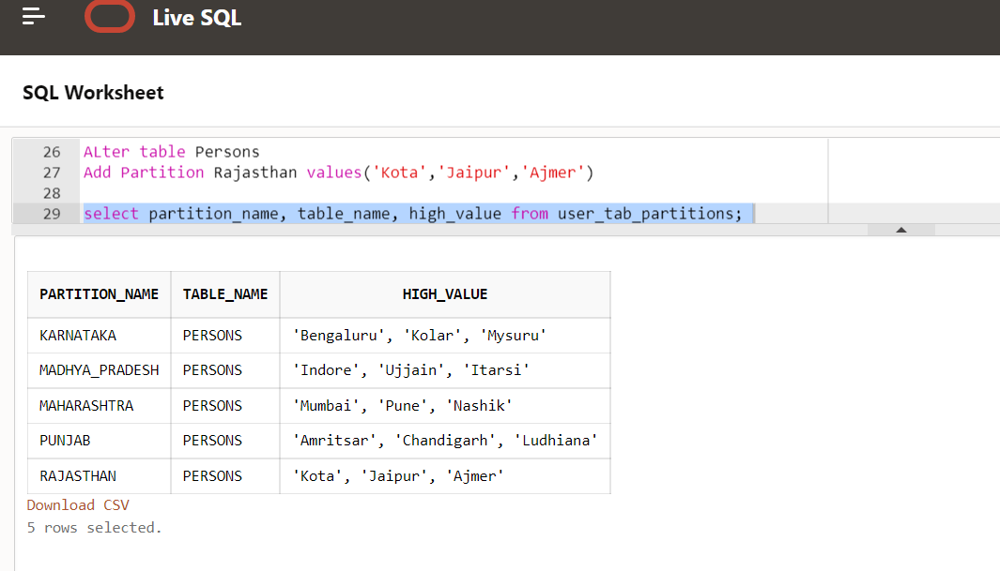 Live SQL
SQL Worksheet
26 ALter table Persons
27 Add Partition Rajasthan values('Kota','Jaipur','Ajmer')
28
29 select partition_name, table_name, high_value from user_tab_partitions;
PARTITION_NAME TABLE_NAME HIGH_VALUE
KARNATAKA PERSONS 'Bengaluru', 'Kolar', 'Mysuru'
MADHYA_PRADESH PERSONS 'Indore', 'Ujjain', 'Itarsi'
MAHARASHTRA PERSONS 'Mumbai', 'Pune', 'Nashik'
PUNJAB PERSONS 'Amritsar', 'Chandigarh', 'Ludhiana'
RAJASTHAN PERSONS 'Kota', 'Jaipur', 'Ajmer'
Download CSV
5 rows selected.